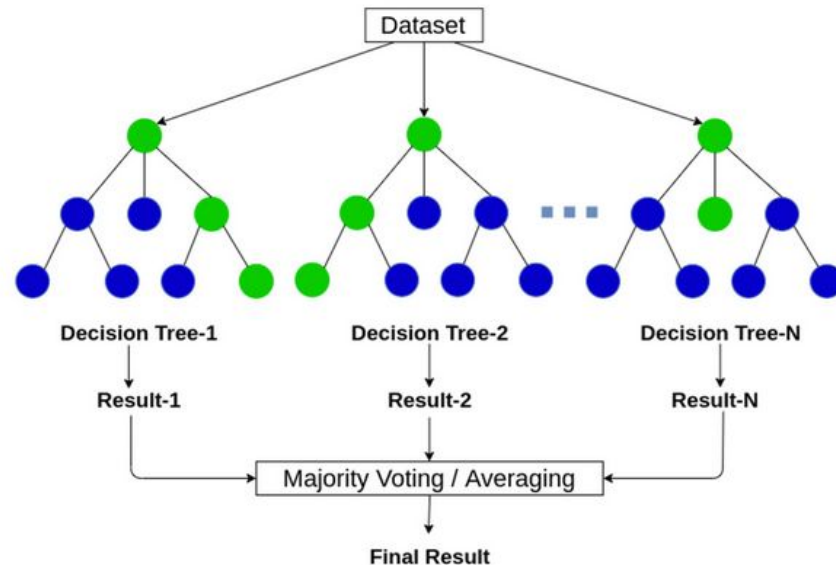 Dataset
Decision Tree-1
Decision Tree-2
Decision Tree-N
Result-1
Result-2
Result-N
Majority Voting / Averaging
Final Result